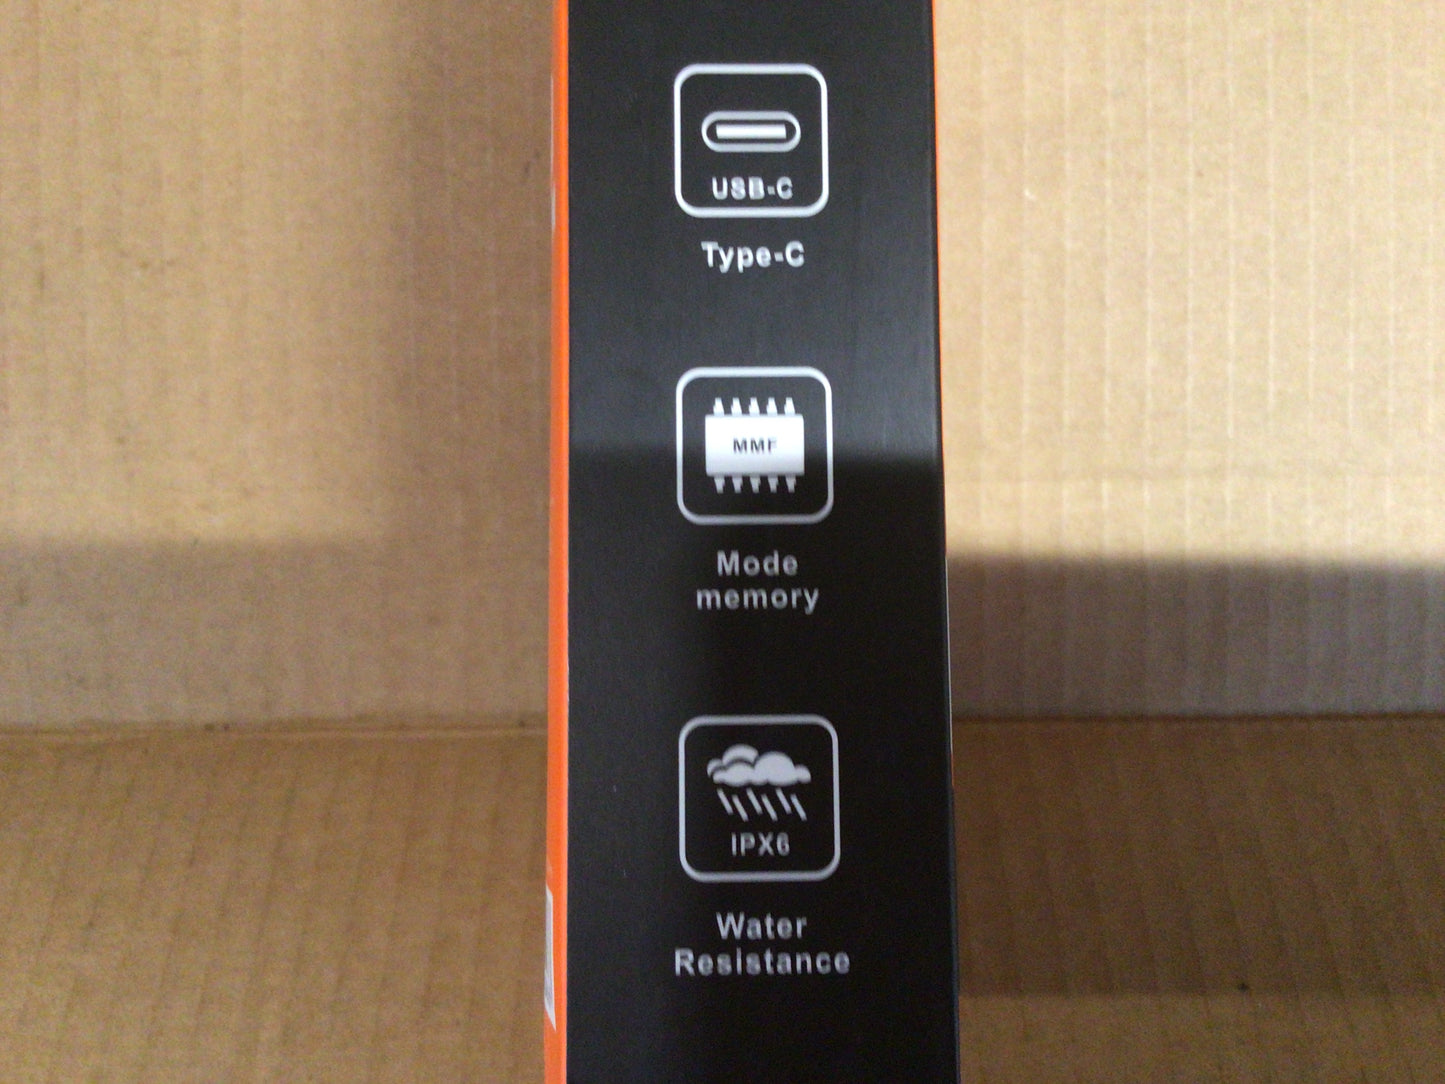 USB-C
Type-C
MMF
Mode
memory
IPX6
Water
Resistance